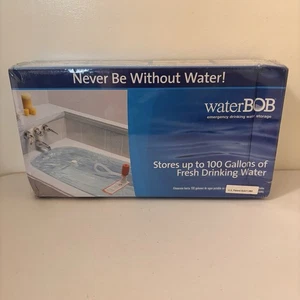 Never Be Without Water!
waterBOB
emergency drinking water storage
Stores up to 100 Gallons of
Fresh Drinking Water